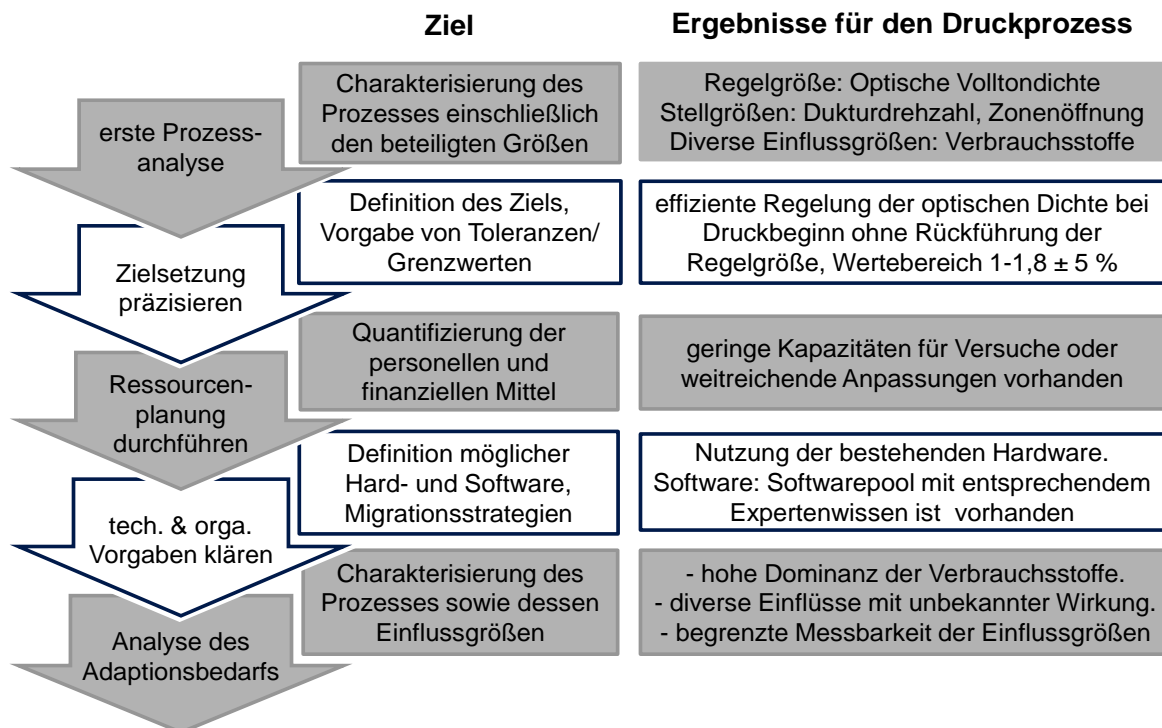 Ziel
Ergebnisse für den Druckprozess
erste Prozess-
analyse
Charakterisierung des
Prozesses einschließlich
den beteiligten Größen
Regelgröße: Optische Volltondichte
Stellgrößen: Dukturdrehzahl, Zonenöffnung
Diverse Einflussgrößen: Verbrauchsstoffe
Zielsetzung
präzisieren
Definition des Ziels,
Vorgabe von Toleranzen/
Grenzwerten
effiziente Regelung der optischen Dichte bei
Druckbeginn ohne Rückführung der
Regelgröße, Wertebereich 1-1,8 ± 5 %
Ressourcen-
planung
durchführen
Quantifizierung der
personellen und
finanziellen Mittel
geringe Kapazitäten für Versuche oder
weitreichende Anpassungen vorhanden
tech. & orga.
Vorgaben klären
Definition möglicher
Hard- und Software,
Migrationsstrategien
Nutzung der bestehenden Hardware.
Software: Softwarepool mit entsprechendem
Expertenwissen ist vorhanden
Analyse des
Adaptionsbedarfs
Charakterisierung des
Prozesses sowie dessen
Einflussgrößen
- hohe Dominanz der Verbrauchsstoffe.
- diverse Einflüsse mit unbekannter Wirkung.
- begrenzte Messbarkeit der Einflussgrößen